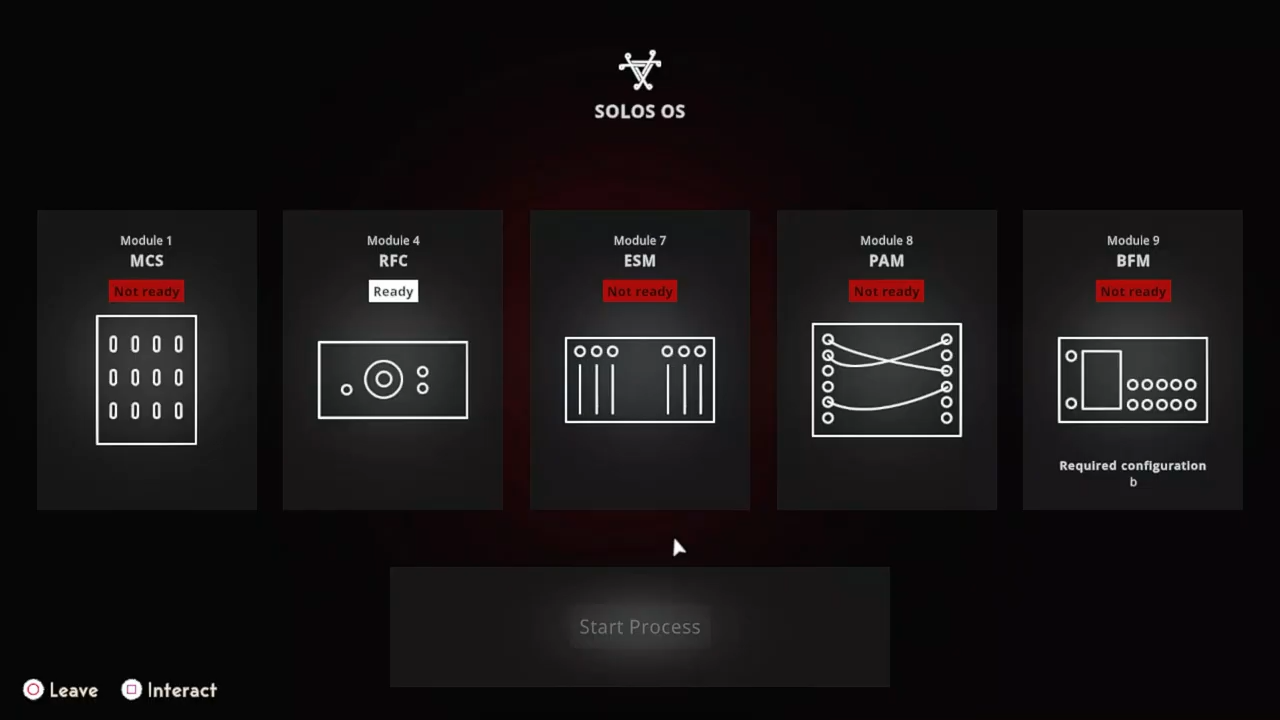 SOLOS OS
Module 1
MCS
Not ready
Module 4
RFC
Ready
Module 7
ESM
Not ready
Module 8
PAM
Not ready
Module 9
BFM
Not ready
Required configuration
b
Start Process
Leave
Interact